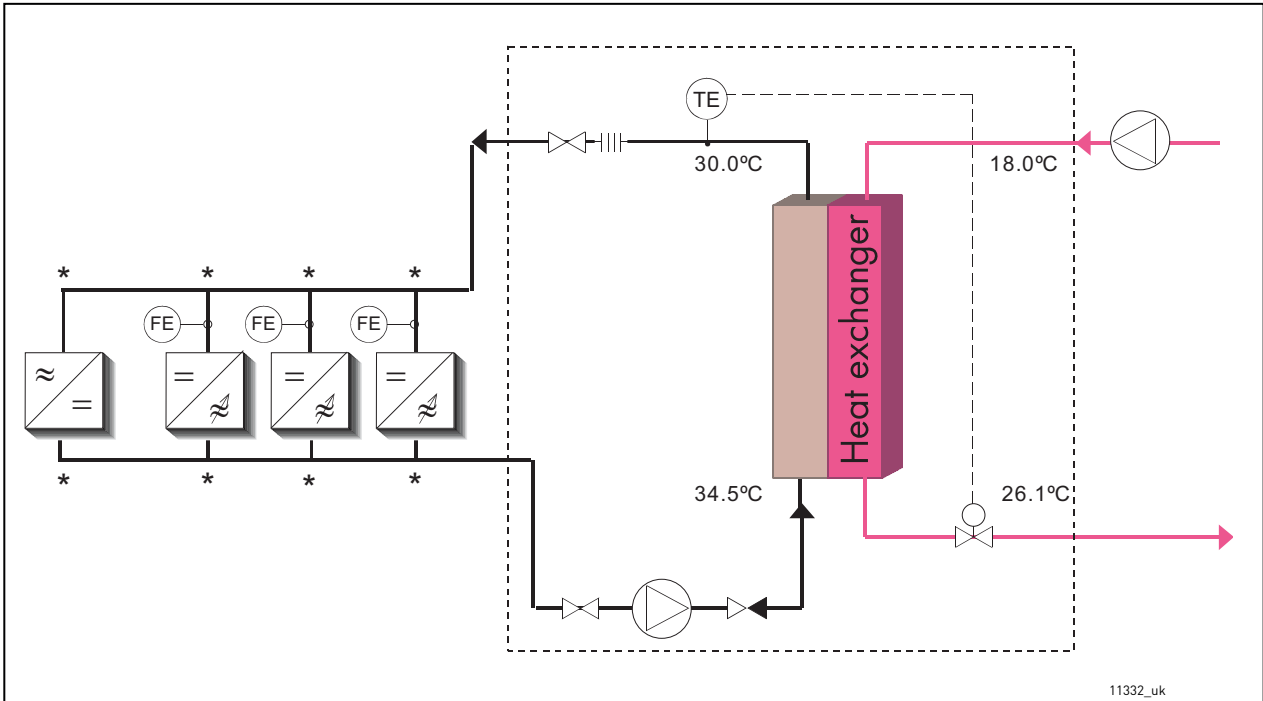 TE
30.0ºC
18.0ºC
* * * *
FE FE FE
≈ = = =
= ≈ ≈ ≈
Heat exchanger
* * * *
34.5ºC
26.1ºC
11332_uk